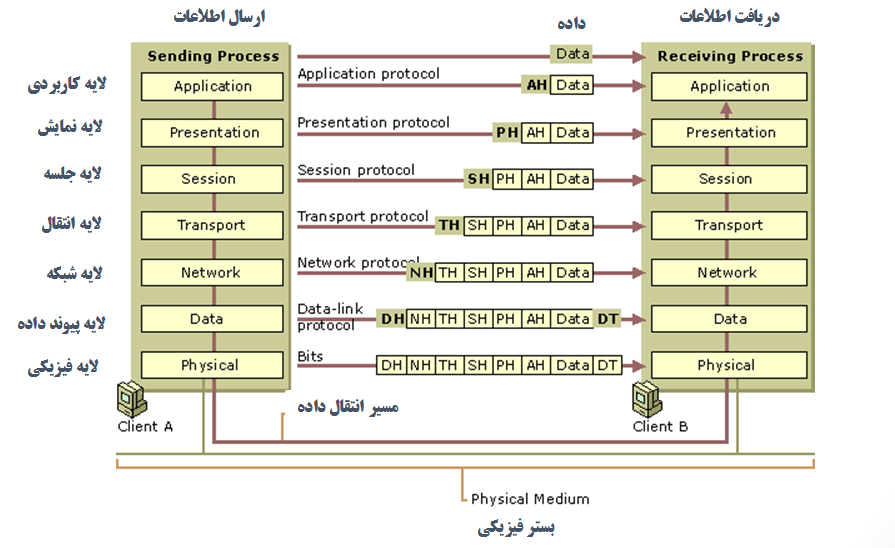 ارسال اطلاعات
داده
دریافت اطلاعات
Sending Process
Data
Receiving Process
لایه کاربردی
Application
Application protocol
AH Data
Application
لایه نمایش
Presentation
Presentation protocol
PH AH Data
Presentation
لایه جلسه
Session
Session protocol
SH PH AH Data
Session
لایه انتقال
Transport
Transport protocol
TH SH PH AH Data
Transport
لایه شبکه
Network
Network protocol
NH TH SH PH AH Data
Network
لایه پیوند داده
Data
Data-link
protocol
DH NH TH SH PH AH Data DT
Data
لایه فیزیکی
Physical
Bits
DH NH TH SH PH AH Data DT
Physical
Client A
مسیر انتقال داده
Client B
Physical Medium
بستر فیزیکی